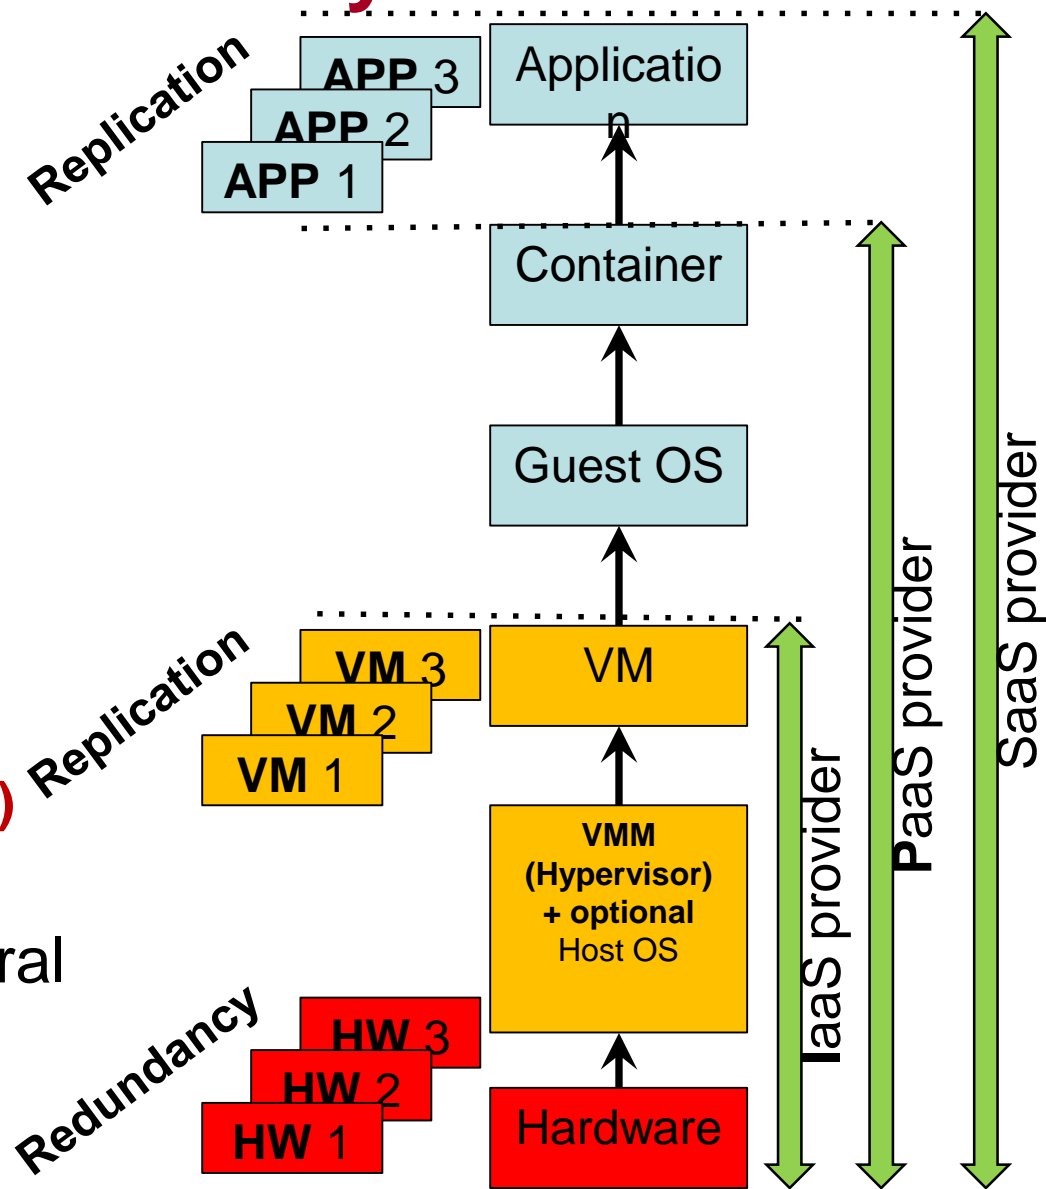 y
Replication
APP 3
APP 2
APP 1
Applicatio
n
Container
Guest OS
Replication
VM 3
VM 2
VM 1
VM
)
VMM
(Hypervisor)
+ optional
Host OS
ral
Redundancy
HW 3
HW 2
HW 1
Hardware
IaaS provider
PaaS provider
SaaS provider